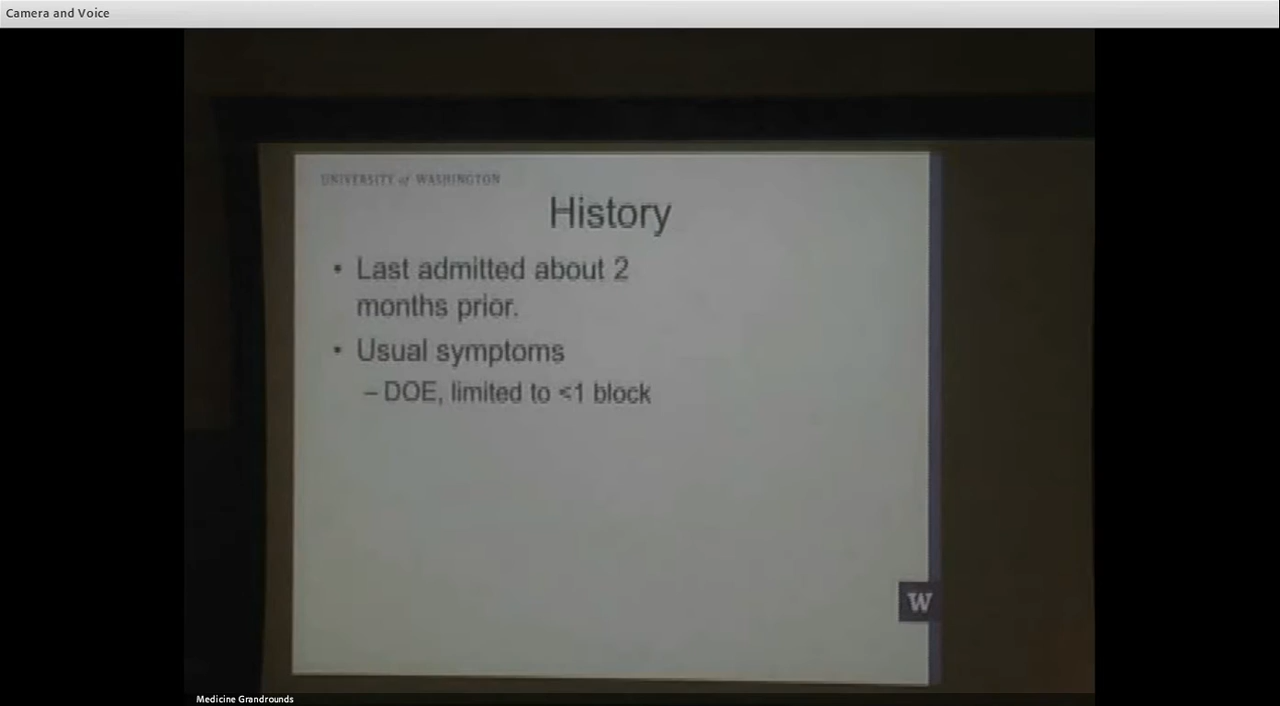 Camera and Voice
UNIVERSITY of WASHINGTON
History
• Last admitted about 2
months prior.
• Usual symptoms
– DOE, limited to <1 block
W
Medicine Grandrounds